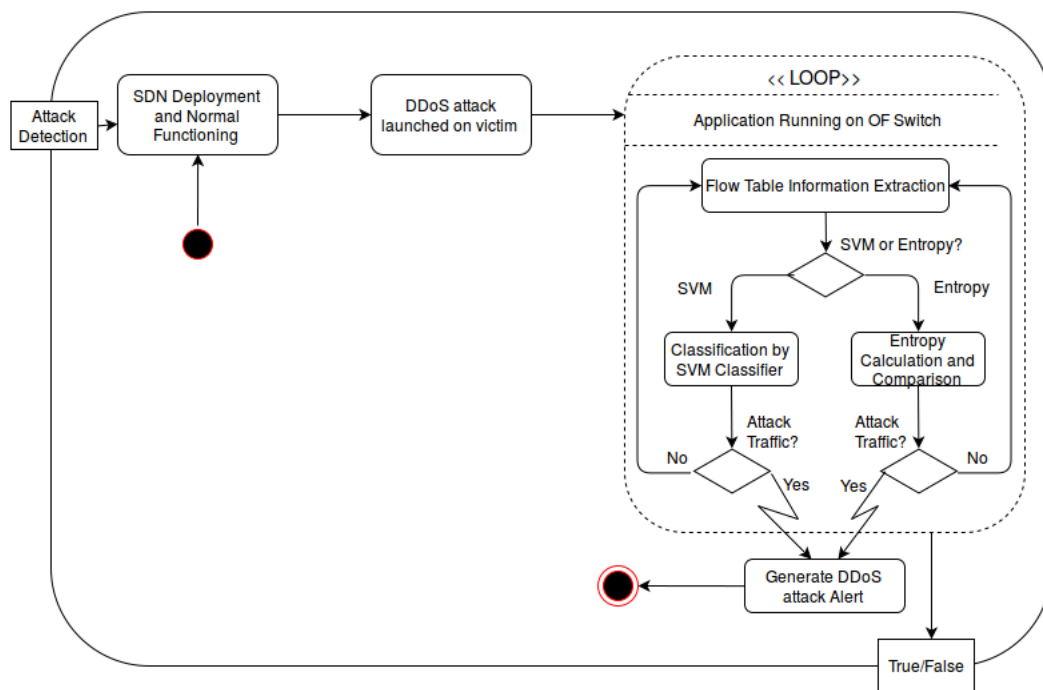 Attack
Detection
SDN Deployment
and Normal
Functioning
DDoS attack
launched on victim
<< LOOP>>
Application Running on OF Switch
Flow Table Information Extraction
SVM or Entropy?
SVM
Entropy
Classification by
SVM Classifier
Entropy
Calculation and
Comparison
Attack
Traffic?
Attack
Traffic?
No
Yes
Yes
No
Generate DDoS
attack Alert
True/False